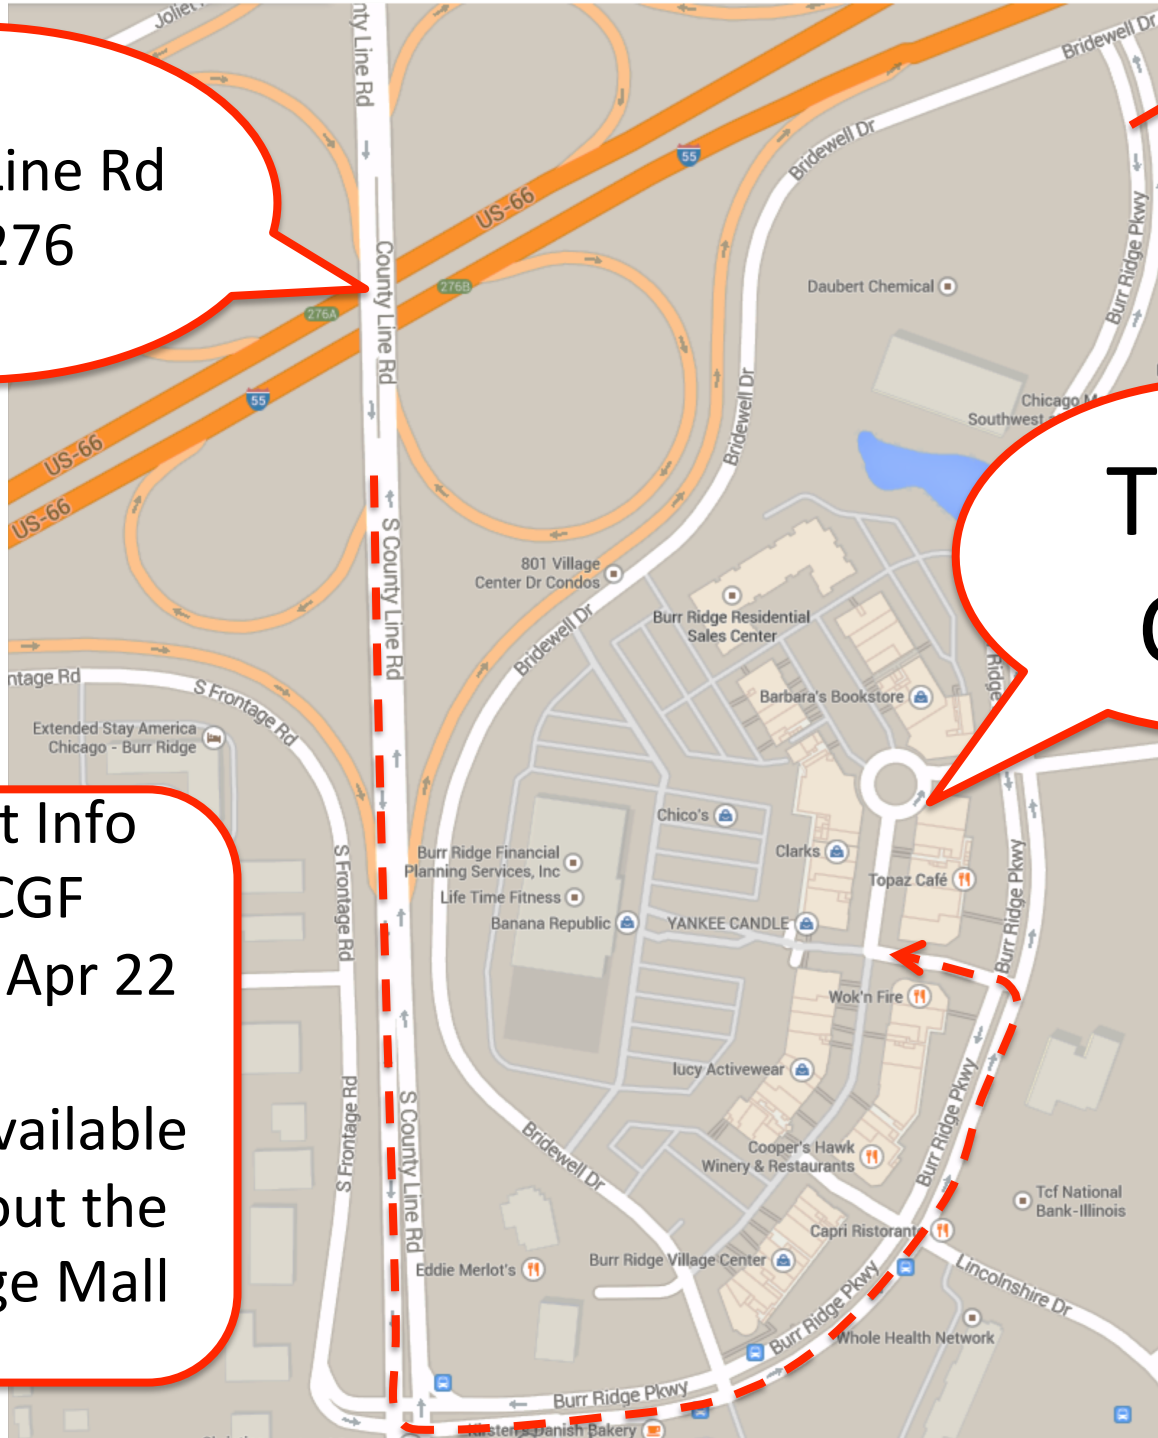 Joliet
nty Line Rd
Bridewell Dr
ine Rd
276
US-66
55
Bridewell Dr
Burr Ridge Pkwy
County Line Rd
276B
276A
Daubert Chemical
55
US-66
US-66
Bridewell Dr
Chicago M
Southwest
T
S County Line Rd
801 Village
Center Dr Condos
Burr Ridge Residential
Sales Center
Bridewell Dr
Ridge
ntage Rd
S Frontage Rd
Barbara's Bookstore
Extended Stay America
Chicago - Burr Ridge
t Info
CGF
Apr 22
vailable
out the
ge Mall
Chico's
Clarks
Burr Ridge Financial
Planning Services, Inc
Life Time Fitness
Banana Republic
YANKEE CANDLE
Topaz Café
S Frontage Rd
Burr Ridge Pkwy
Wok'n Fire
lucy Activewear
S Frontage Rd
S County Line Rd
Bridewell Dr
Cooper's Hawk
Winery & Restaurants
Burr Ridge Pkwy
Tcf National
Bank-Illinois
Capri Ristorante
Eddie Merlot's
Burr Ridge Village Center
Lincolnshire Dr
Burr Ridge Pkwy
Whole Health Network
Burr Ridge Pkwy
Kirsten's Danish Bakery